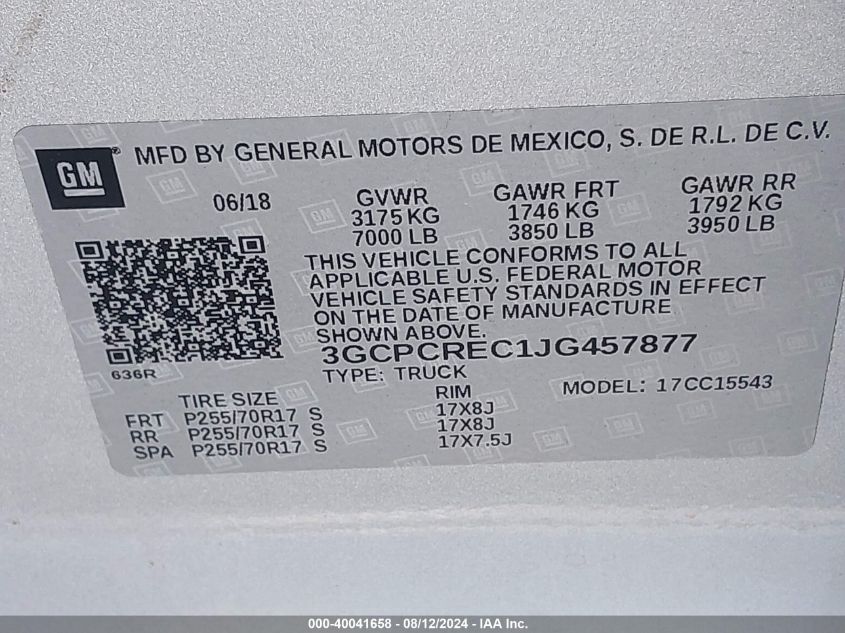 GM ® MFD BY GENERAL MOTORS DE MEXICO, S. DE R.L. DE C.V.
06/18 GVWR GAWR FRT GAWR RR
3175 KG 1746 KG 1792 KG
7000 LB 3850 LB 3950 LB
THIS VEHICLE CONFORMS TO ALL
APPLICABLE U.S. FEDERAL MOTOR
VEHICLE SAFETY STANDARDS IN EFFECT
ON THE DATE OF MANUFACTURE
SHOWN ABOVE.
3GCPCREC1JG457877
636R TYPE: TRUCK MODEL: 17CC15543
TIRE SIZE RIM
FRT P255/70R17 S 17X8J
RR P255/70R17 S 17X8J
SPA P255/70R17 S 17X7.5J
000-40041658 - 08/12/2024 - IAA Inc.